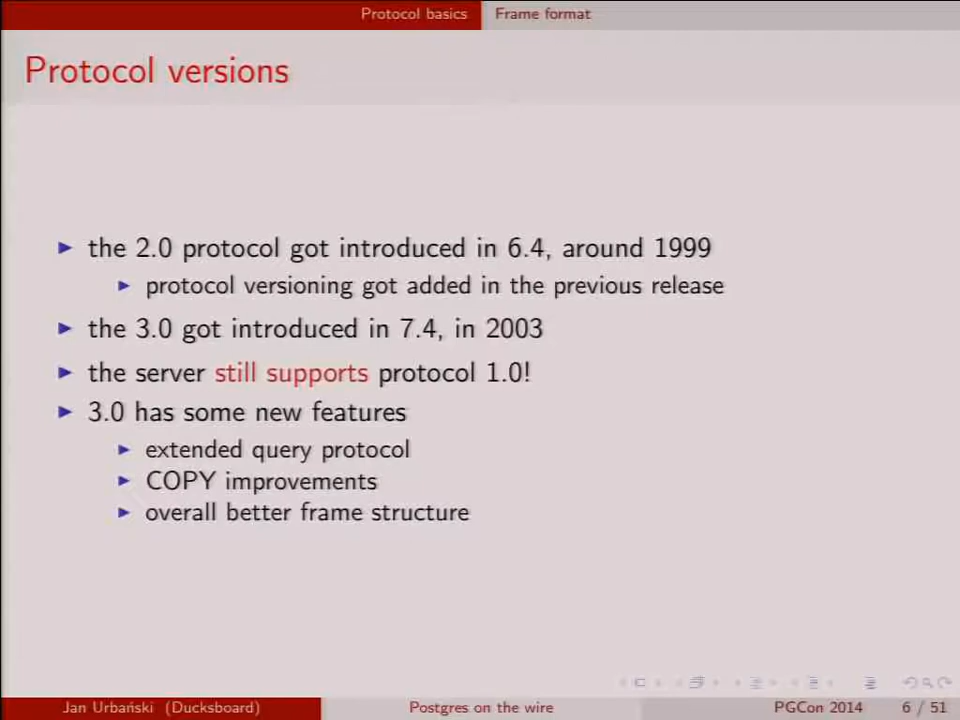 Protocol basics Frame format
Protocol versions
the 2.0 protocol got introduced in 6.4, around 1999
protocol versioning got added in the previous release
the 3.0 got introduced in 7.4, in 2003
the server still supports protocol 1.0!
3.0 has some new features
extended query protocol
COPY improvements
overall better frame structure
Jan Urbański (Ducksboard) Postgres on the wire PGCon 2014 6 / 51